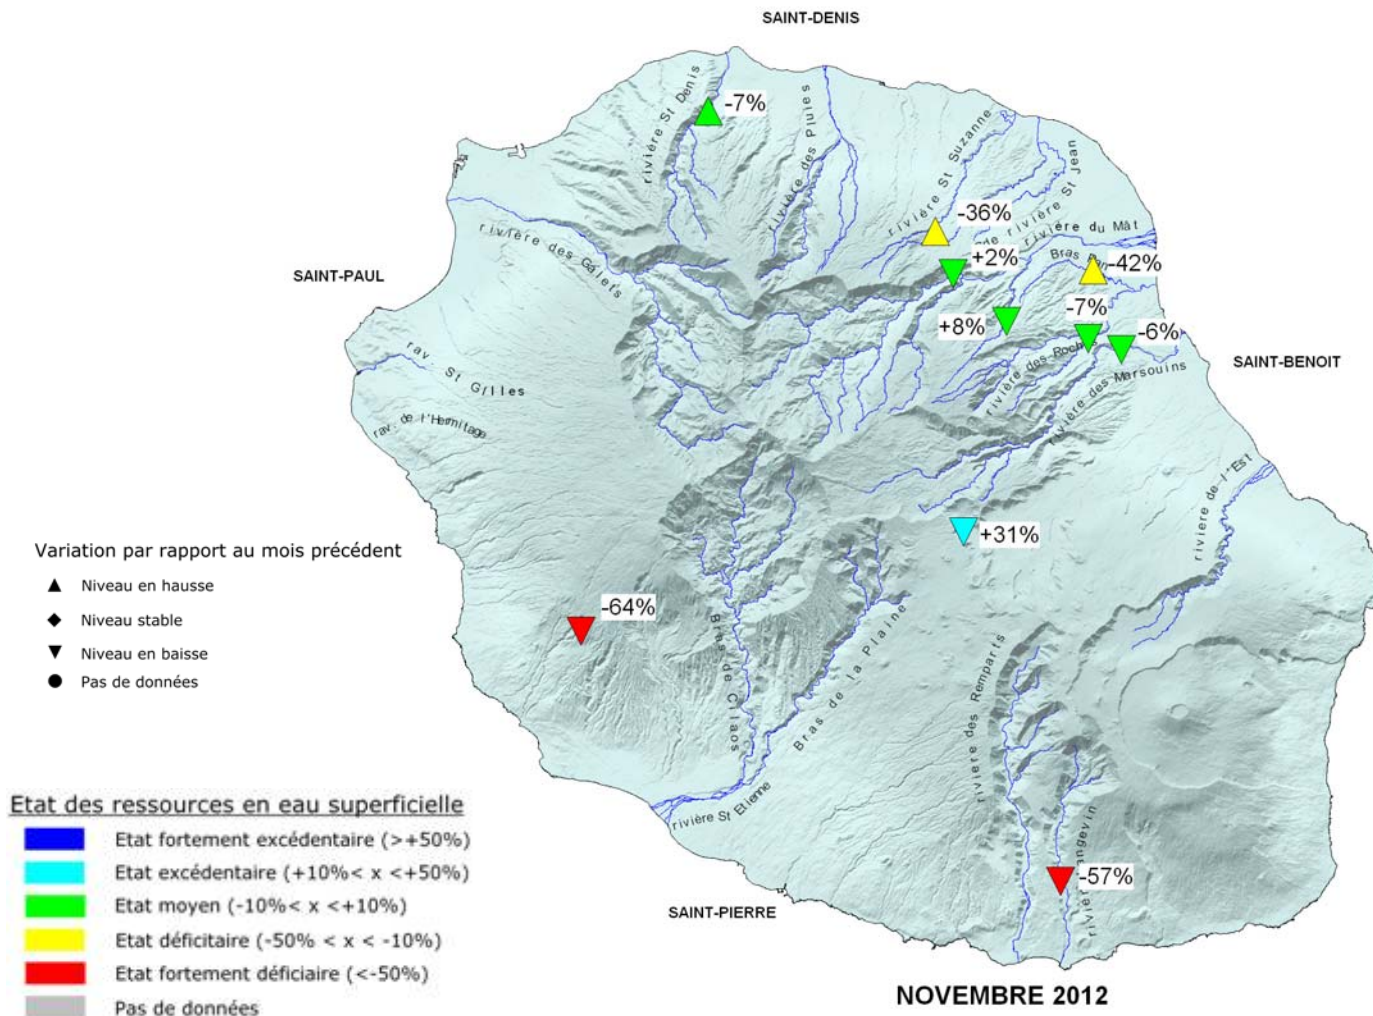 SAINT-DENIS
rivière St Denis
-7%
rivière des Pluies
rivière St Suzanne
-36%
de rivière St Jean
rivière du Mât
+2%
Bras
-42%
rivière des Galets
SAINT-PAUL
-7%
+8%
-6%
rivière des Roches
SAINT-BENOIT
rivière des Marsouins
rav. St Gilles
rav. de l'Hermitage
riviere de l'Est
+31%
Variation par rapport au mois précédent
Niveau en hausse
Niveau stable
Niveau en baisse
Pas de données
-64%
Bras de Cilaos
Bras de la Plaine
rivière des Remparts
rivière St Etienne
-57%
SAINT-PIERRE
Etat des ressources en eau superficielle
Etat fortement excédentaire (>+50%)
Etat excédentaire (+10%< x <+50%)
Etat moyen (-10%< x <+10%)
Etat déficitaire (-50% < x < -10%)
Etat fortement déficiaire (<-50%)
Pas de données
NOVEMBRE 2012